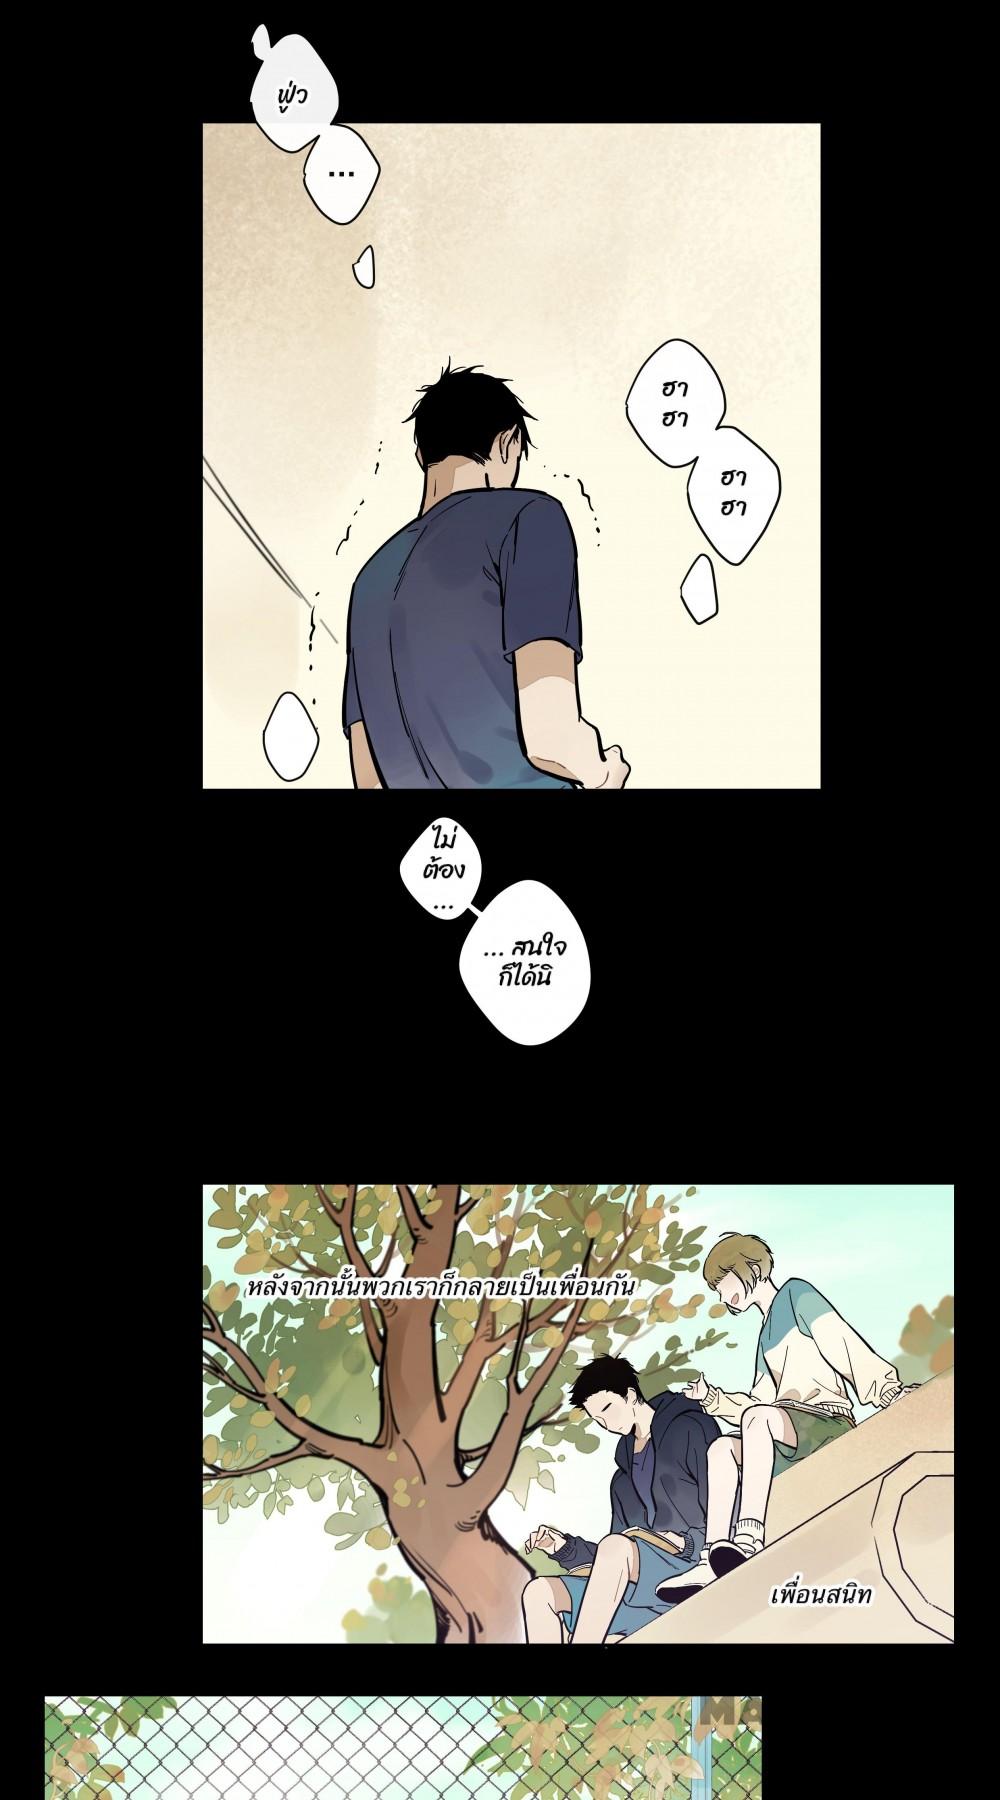 ฟู่ว
...
ฮา
ฮา
ฮา
ฮา
ไม่
ต้อง
...
... สนใจ
ก็ได้นิ
หลังจากนั้นพวกเราก็กลายเป็นเพื่อนกัน
เพื่อนสนิท